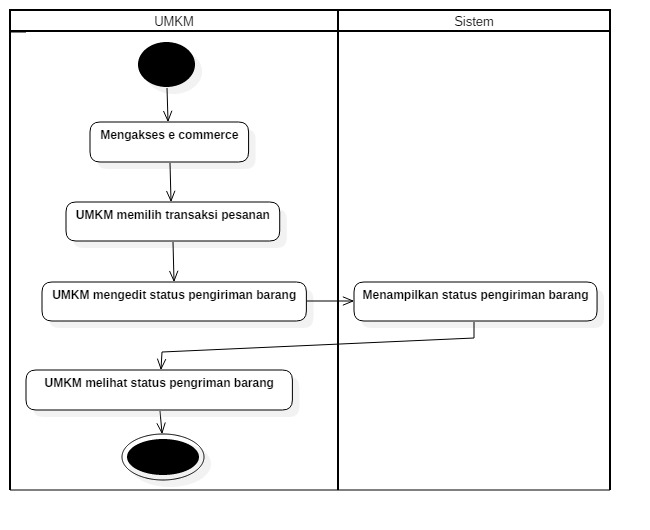 UMKM
Sistem
Mengakses e commerce
UMKM memilih transaksi pesanan
UMKM mengedit status pengiriman barang
Menampilkan status pengiriman barang
UMKM melihat status pengriman barang